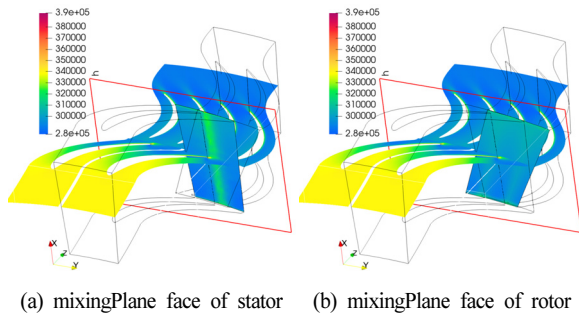 3.9e+05
380000
370000
360000
350000
340000
330000
320000
310000
300000
2.8e+05
X
Z
Y
(a) mixingPlane face of stator
3.9e+05
380000
370000
360000
350000
340000
330000
320000
310000
300000
2.8e+05
X
Z
Y
(b) mixingPlane face of rotor